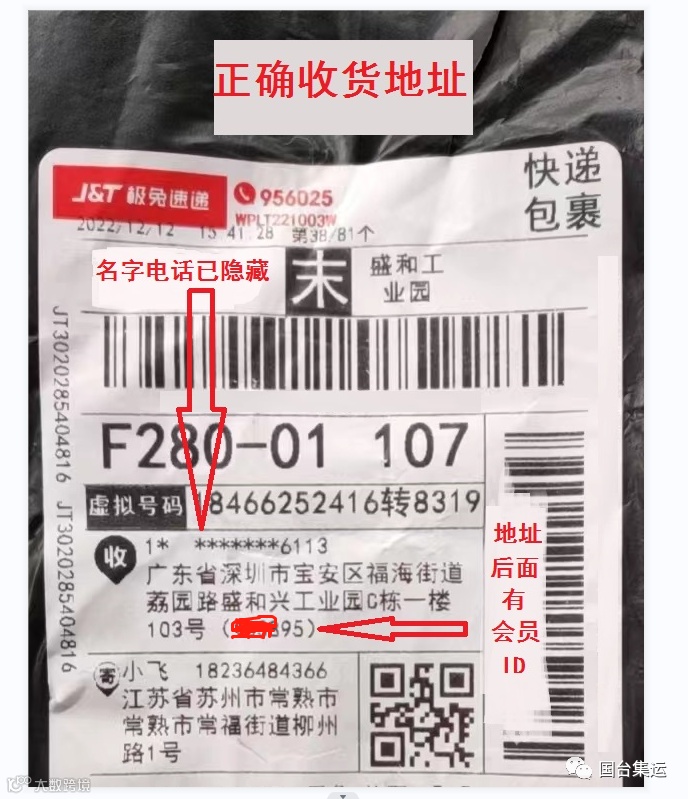 正确收货地址
J&T 极兔速递
956025
WPLT221003W
快递
包裹
2022/12/12 15:41:28 第38/81个
名字电话已隐藏
末
盛和工
业园
JT3020285404816 JT3020285404816
F280-01 107
虚拟号码 18466252416转8319
收
1* *******6113
广东省深圳市宝安区福海街道
荔园路盛和兴工业园C栋一楼
103号 (95)
地址
后面
有
会员
ID
寄
小飞 18236484366
江苏省苏州市常熟市
常熟市常福街道柳州
路1号
国台集运
大数跨境